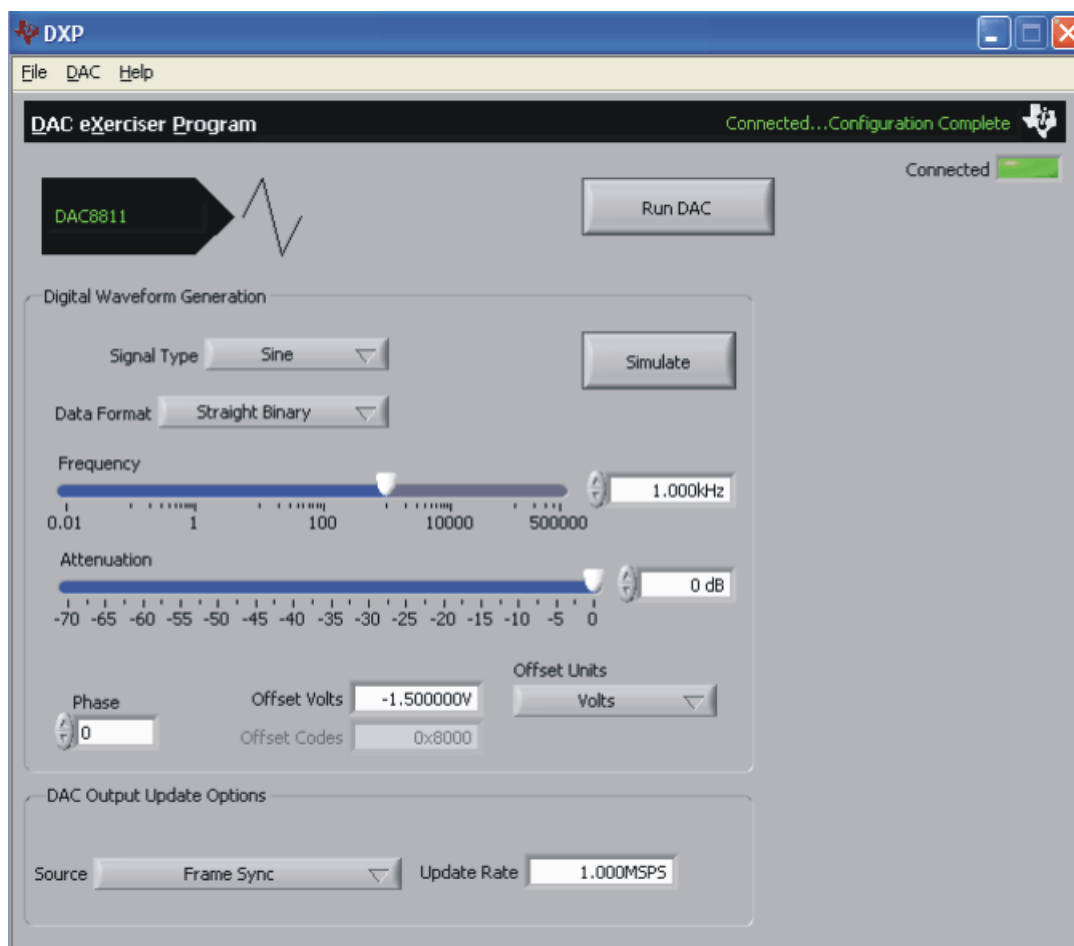 DXP
File DAC Help
DAC eXerciser Program
Connected...Configuration Complete
Connected
DAC8811
Run DAC
Digital Waveform Generation
Signal Type Sine
Simulate
Data Format Straight Binary
Frequency
1.000kHz
0.01 1 100 10000 500000
Attenuation
0 dB
-70 -65 -60 -55 -50 -45 -40 -35 -30 -25 -20 -15 -10 -5 0
Offset Units
Phase Offset Volts -1.500000V Volts
0
Offset Codes 0x8000
DAC Output Update Options
Source Frame Sync Update Rate 1.000MSPS